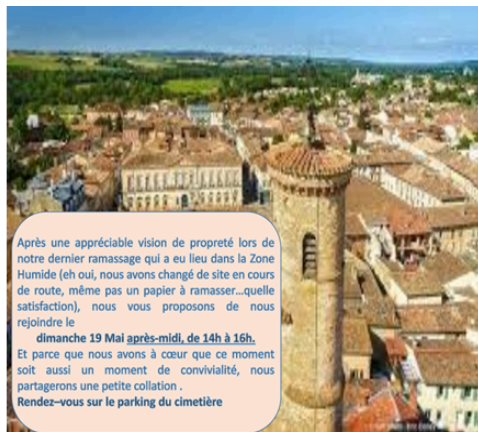 Après une appréciable vision de propreté lors de
notre dernier ramassage qui a eu lieu dans la Zone
Humide (eh oui, nous avons changé de site en cours
de route, même pas un papier à ramasser...quelle
satisfaction), nous vous proposons de nous
rejoindre le
dimanche 19 Mai après-midi, de 14h à 16h.
Et parce que nous avons à cœur que ce moment
soit aussi un moment de convivialité, nous
partagerons une petite collation .
Rendez–vous sur le parking du cimetière